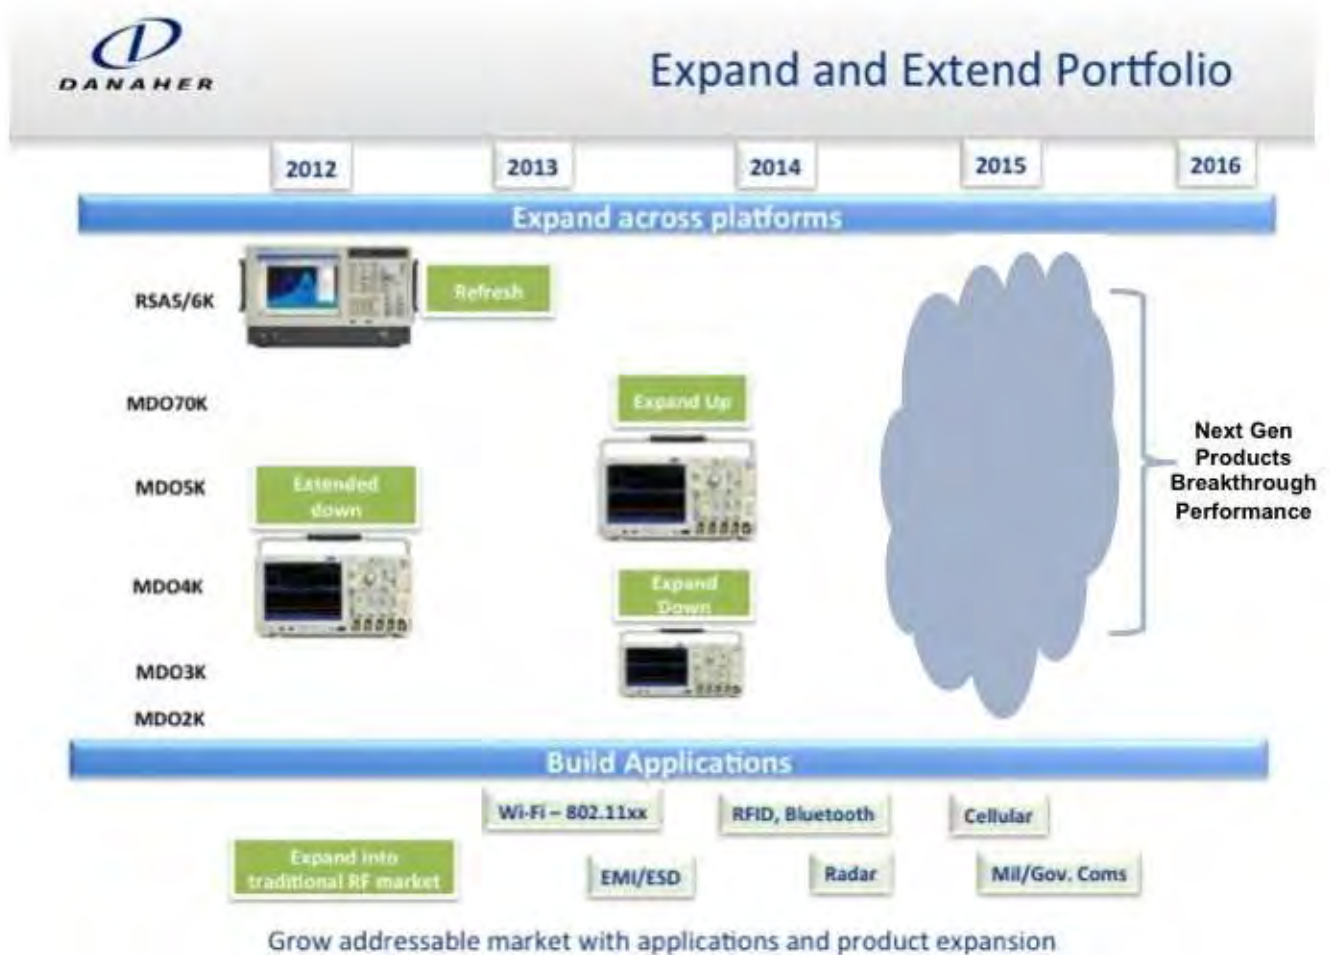 DANAHER
Expand and Extend Portfolio
2012
2013
2014
2015
2016
Expand across platforms
RSA5/6K
Refresh
MDO70K
Expand Up
MDO5K
Extended
down
Next Gen
Products
Breakthrough
Performance
MDO4K
Expand
Down
MDO3K
MDO2K
Build Applications
Wi-Fi – 802.11xx
RFID, Bluetooth
Cellular
Expand into
traditional RF market
EMI/ESD
Radar
Mil/Gov. Coms
Grow addressable market with applications and product expansion